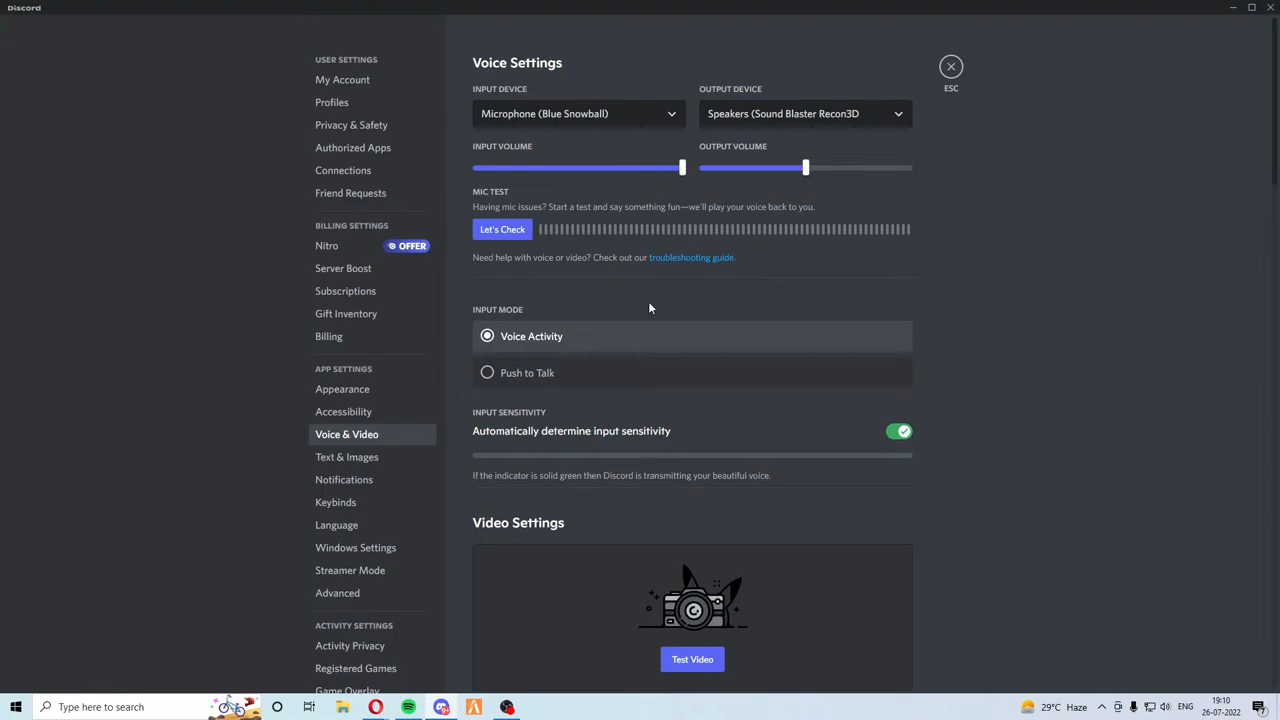 Discord
USER SETTINGS
My Account
Profiles
Privacy & Safety
Authorized Apps
Connections
Friend Requests
BILLING SETTINGS
Nitro
OFFER
Server Boost
Subscriptions
Gift Inventory
Billing
APP SETTINGS
Appearance
Accessibility
Voice & Video
Text & Images
Notifications
Keybinds
Language
Windows Settings
Streamer Mode
Advanced
ACTIVITY SETTINGS
Activity Privacy
Registered Games
Game Overlay
Voice Settings
ESC
INPUT DEVICE
OUTPUT DEVICE
Microphone (Blue Snowball)
Speakers (Sound Blaster Recon3D
INPUT VOLUME
OUTPUT VOLUME
MIC TEST
Having mic issues? Start a test and say something fun—we'll play your voice back to you.
Let's Check
Need help with voice or video? Check out our troubleshooting guide.
INPUT MODE
Voice Activity
Push to Talk
INPUT SENSITIVITY
Automatically determine input sensitivity
If the indicator is solid green then Discord is transmitting your beautiful voice.
Video Settings
Test Video
Type here to search
29°C Haze
ENG
19:10
26-07-2022